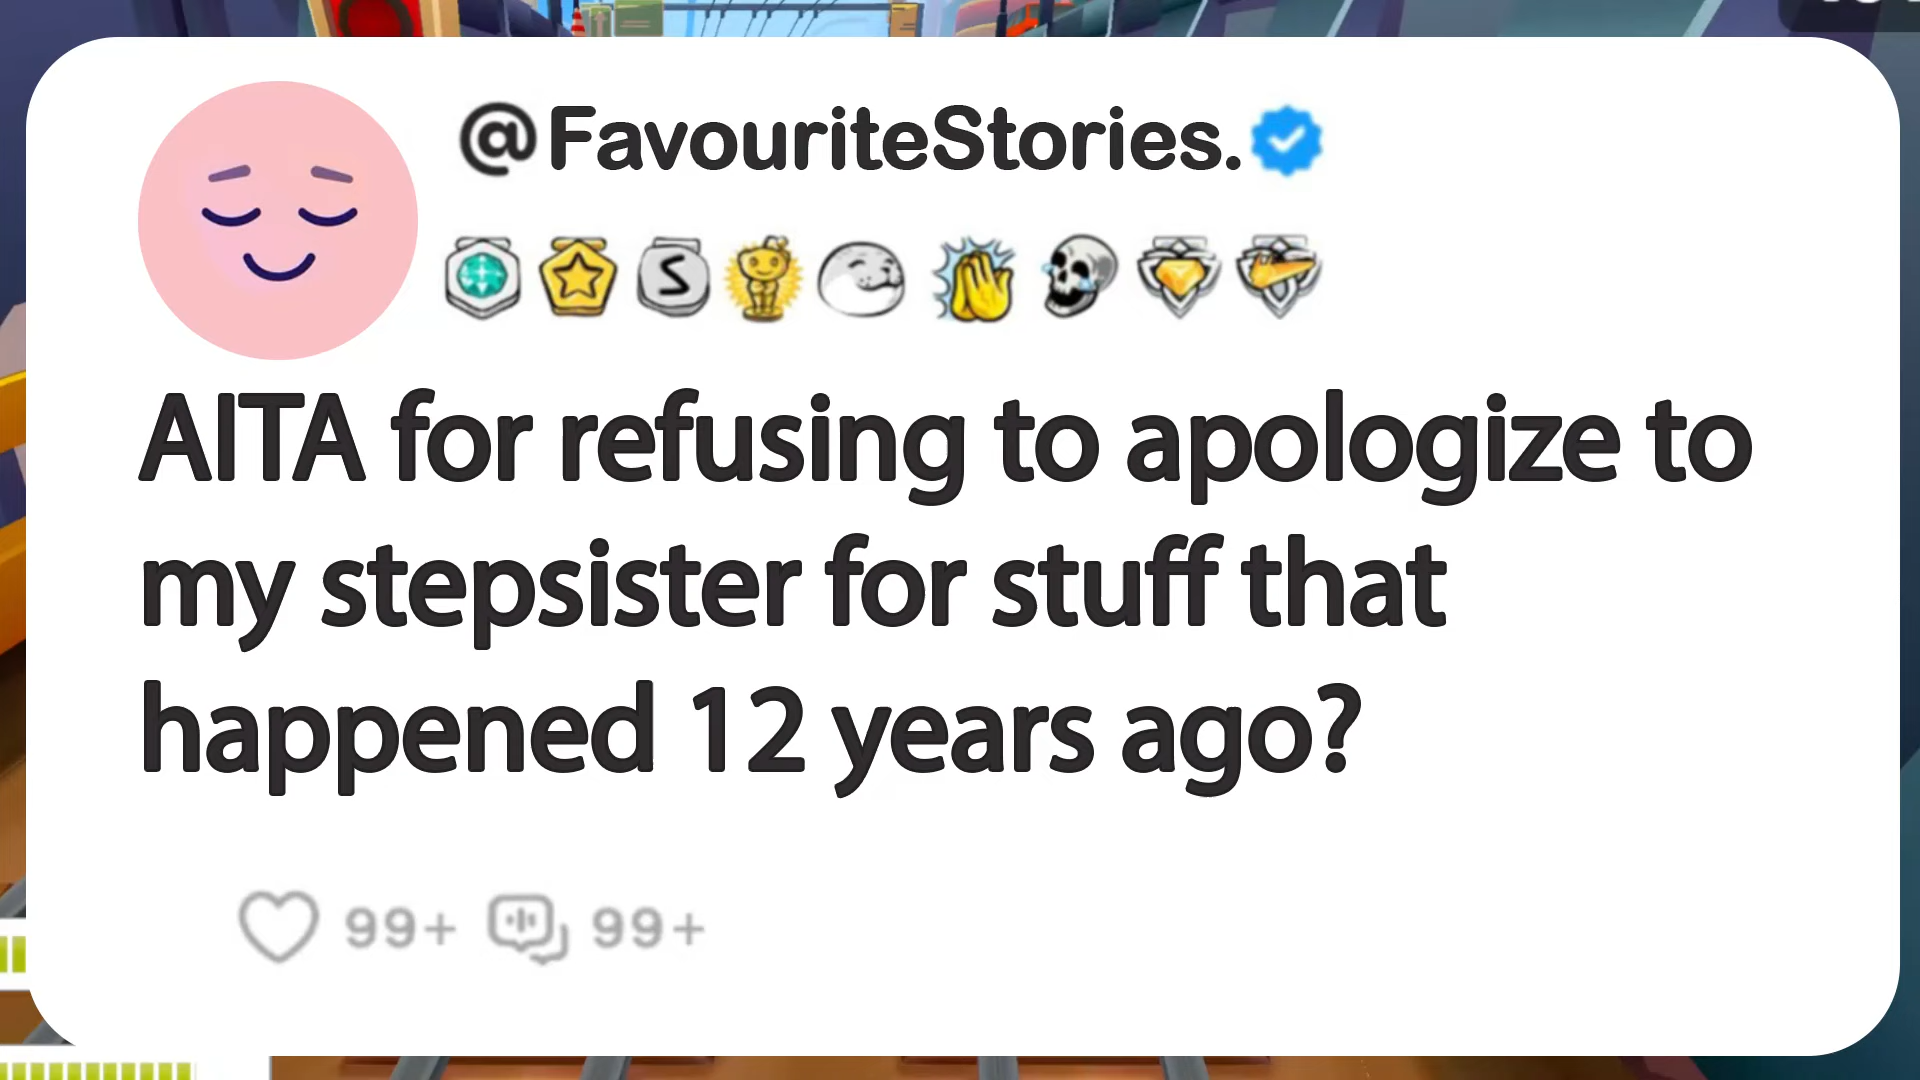 @FavouriteStories.
AITA for refusing to apologize to
my stepsister for stuff that
happened 12 years ago?
99+ 99+